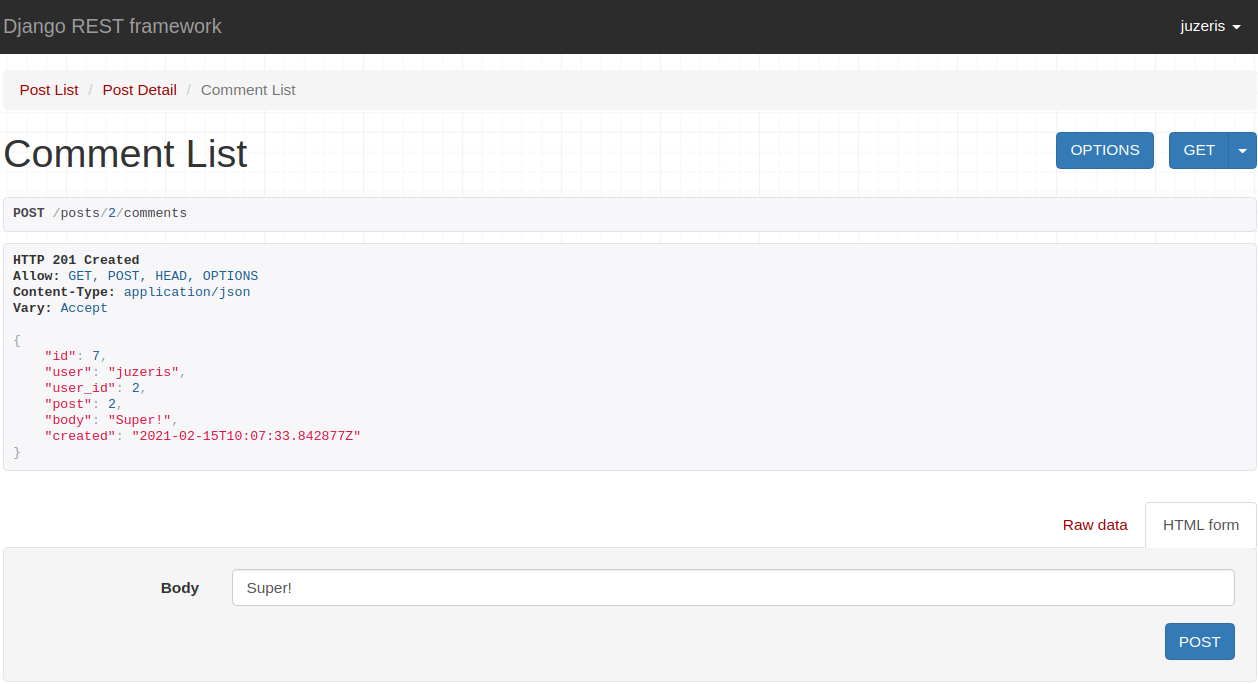 Django REST framework
juzeris
Post List / Post Detail / Comment List
Comment List
OPTIONS
GET
POST /posts/2/comments
HTTP 201 Created
Allow: GET, POST, HEAD, OPTIONS
Content-Type: application/json
Vary: Accept
{
    "id": 7,
    "user": "juzeris",
    "user_id": 2,
    "post": 2,
    "body": "Super!",
    "created": "2021-02-15T10:07:33.842877Z"
}
Raw data
HTML form
Body
Super!
POST